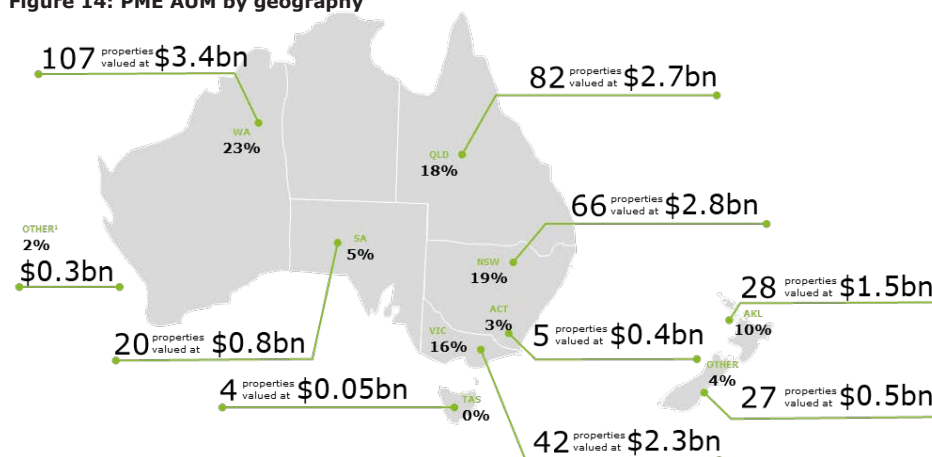 Figure 14: PME AUM by geography
107 properties valued at $3.4bn
82 properties valued at $2.7bn
WA
23%
QLD
18%
66 properties valued at $2.8bn
OTHER¹
2%
$0.3bn
SA
5%
NSW
19%
28 properties valued at $1.5bn
AKL
10%
ACT
3%
VIC
16%
5 properties valued at $0.4bn
20 properties valued at $0.8bn
OTHER
4%
4 properties valued at $0.05bn
TAS
0%
27 properties valued at $0.5bn
42 properties valued at $2.3bn